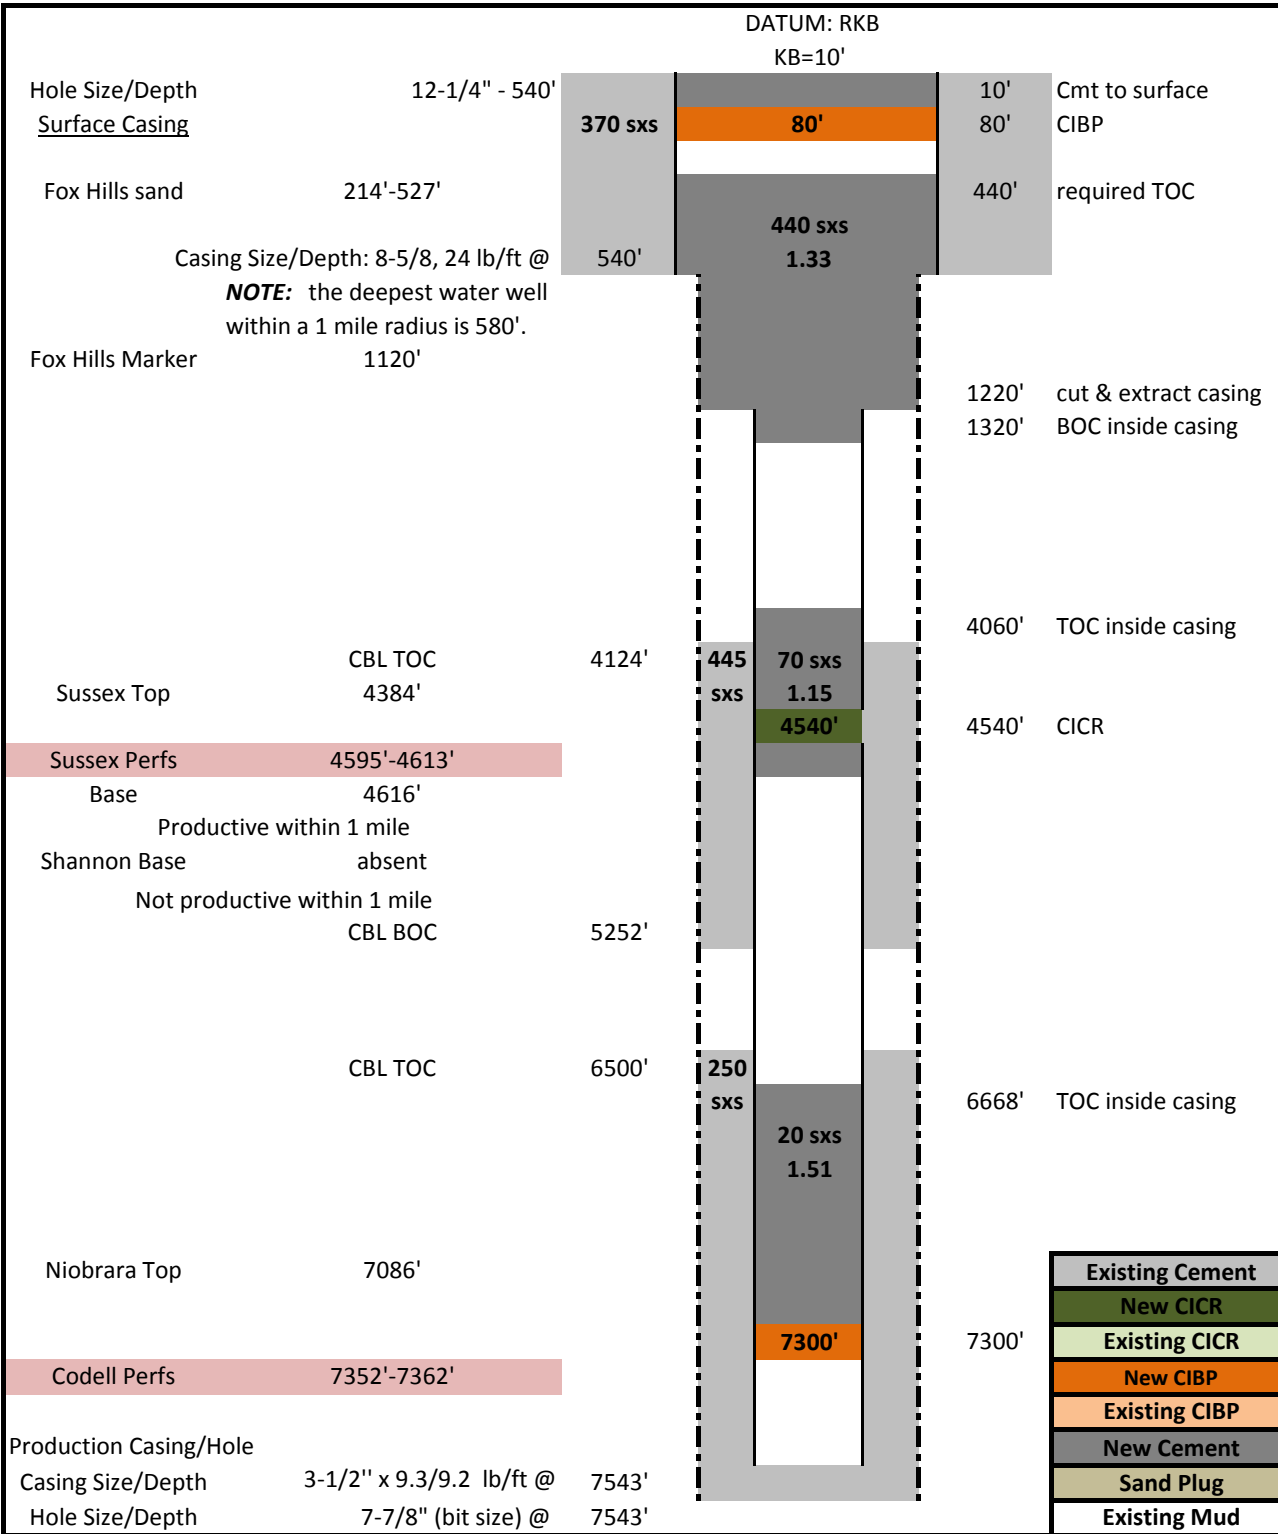 DATUM: RKB
KB=10'
Hole Size/Depth 12-1/4" - 540' 10' Cmt to surface
Surface Casing 370 sxs 80' 80' CIBP
Fox Hills sand 214'-527' 440' required TOC
440 sxs
Casing Size/Depth: 8-5/8, 24 lb/ft @ 540' 1.33
NOTE: the deepest water well
within a 1 mile radius is 580'.
Fox Hills Marker 1120'
1220' cut & extract casing
1320' BOC inside casing
4060' TOC inside casing
CBL TOC 4124' 445 70 sxs
Sussex Top 4384' sxs 1.15
4540' 4540' CICR
Sussex Perfs 4595'-4613'
Base 4616'
Productive within 1 mile
Shannon Base absent
Not productive within 1 mile
CBL BOC 5252'
CBL TOC 6500' 250
sxs 6668' TOC inside casing
20 sxs
1.51
Niobrara Top 7086' Existing Cement
New CICR
7300' 7300' Existing CICR
Codell Perfs 7352'-7362' New CIBP
Existing CIBP
Production Casing/Hole New Cement
Casing Size/Depth 3-1/2'' x 9.3/9.2 lb/ft @ 7543' Sand Plug
Hole Size/Depth 7-7/8" (bit size) @ 7543' Existing Mud